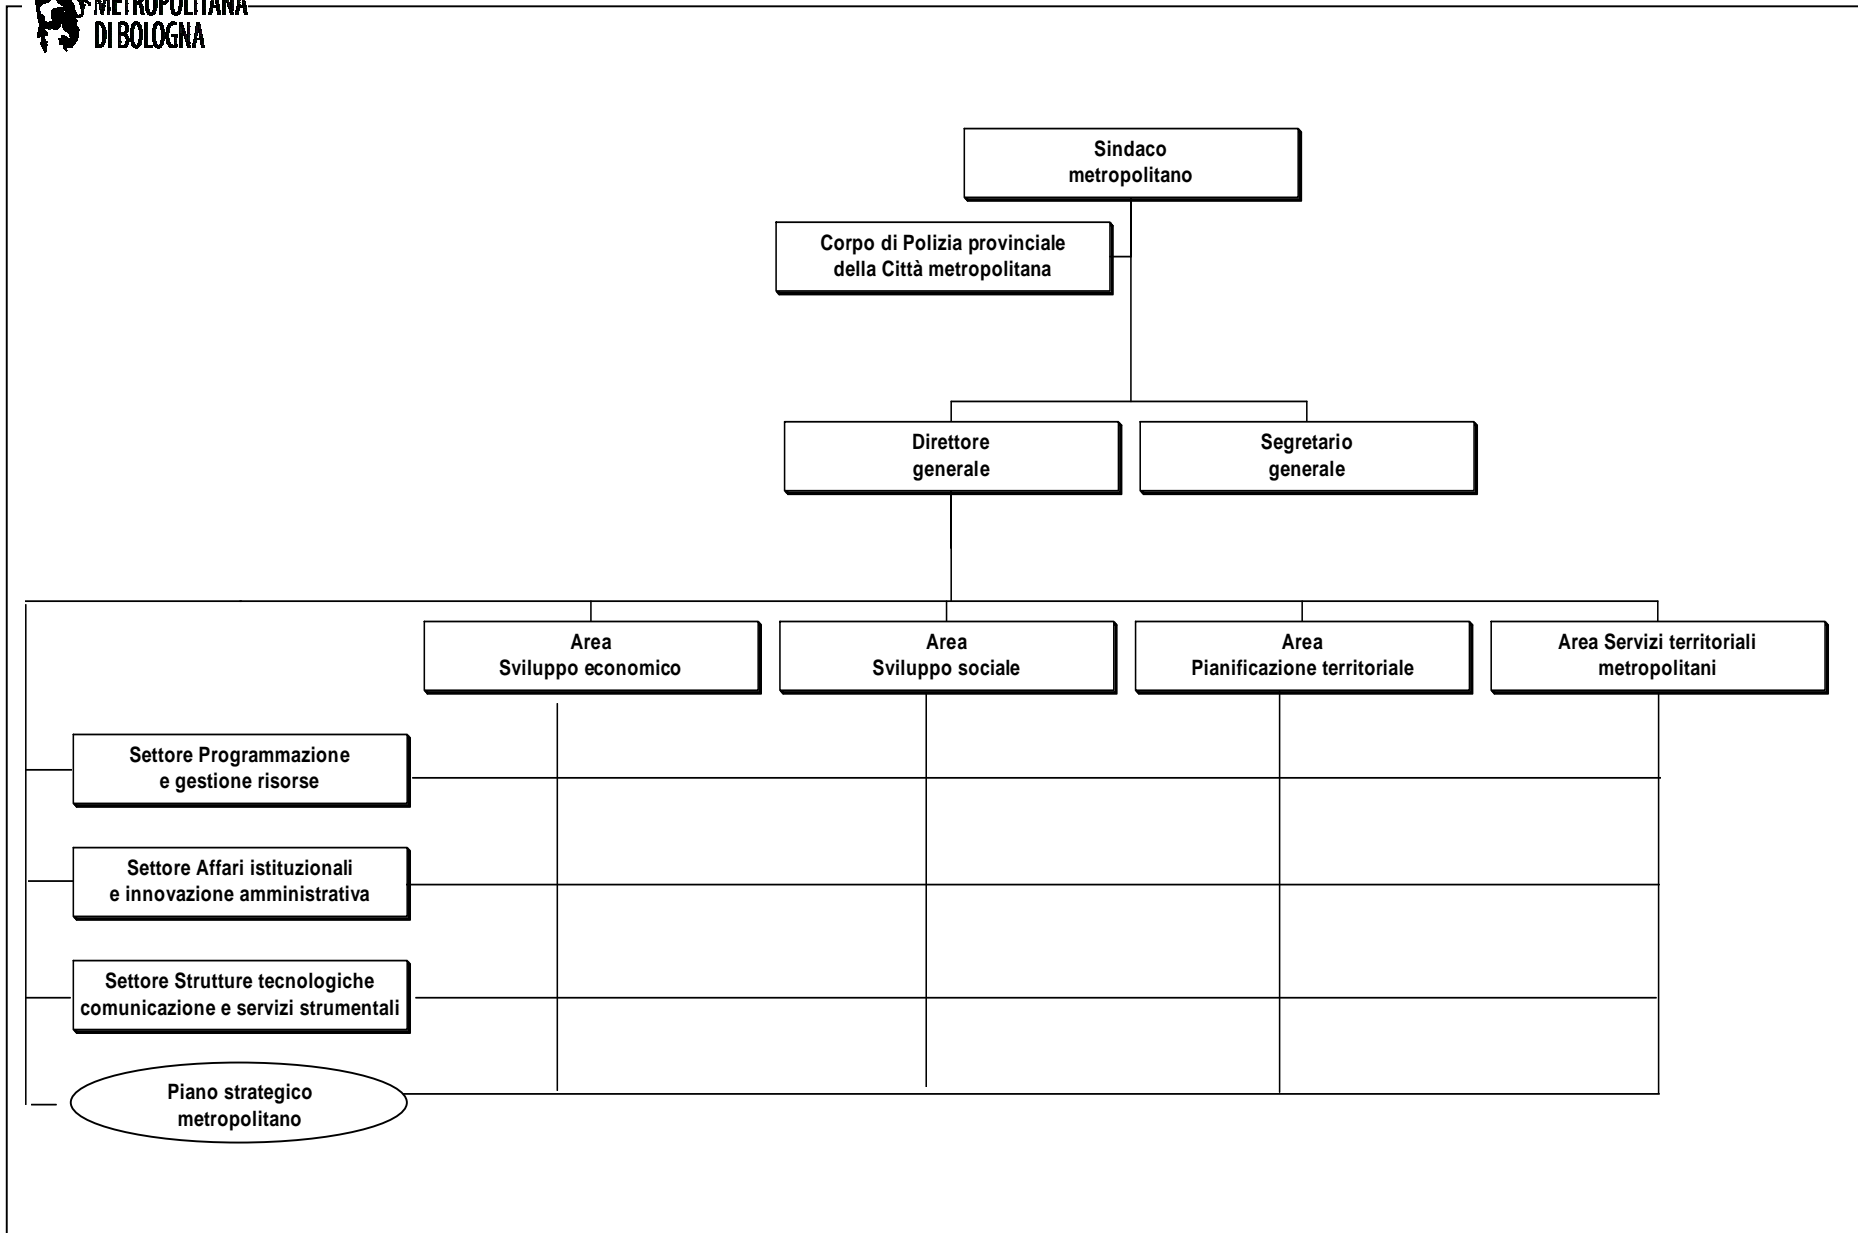 METROPOLITANA
DI BOLOGNA
Sindaco
metropolitano
Corpo di Polizia provinciale
della Città metropolitana
Direttore
generale
Segretario
generale
Area
Sviluppo economico
Area
Sviluppo sociale
Area
Pianificazione territoriale
Area Servizi territoriali
metropolitani
Settore Programmazione
e gestione risorse
Settore Affari istituzionali
e innovazione amministrativa
Settore Strutture tecnologiche
comunicazione e servizi strumentali
Piano strategico
metropolitano